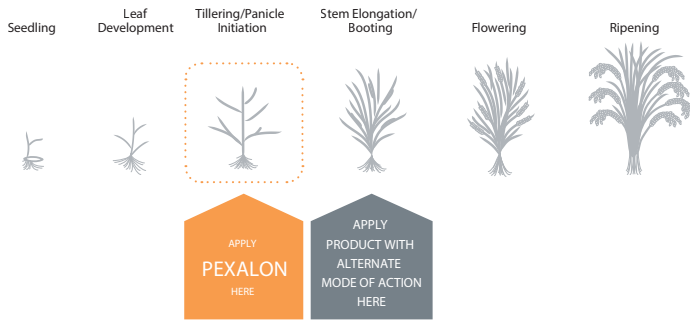 Seedling
Leaf
Development
Tillering/Panicle
Initiation
Stem Elongation/
Booting
Flowering
Ripening
APPLY
PEXALON
HERE
APPLY
PRODUCT WITH
ALTERNATE
MODE OF ACTION
HERE